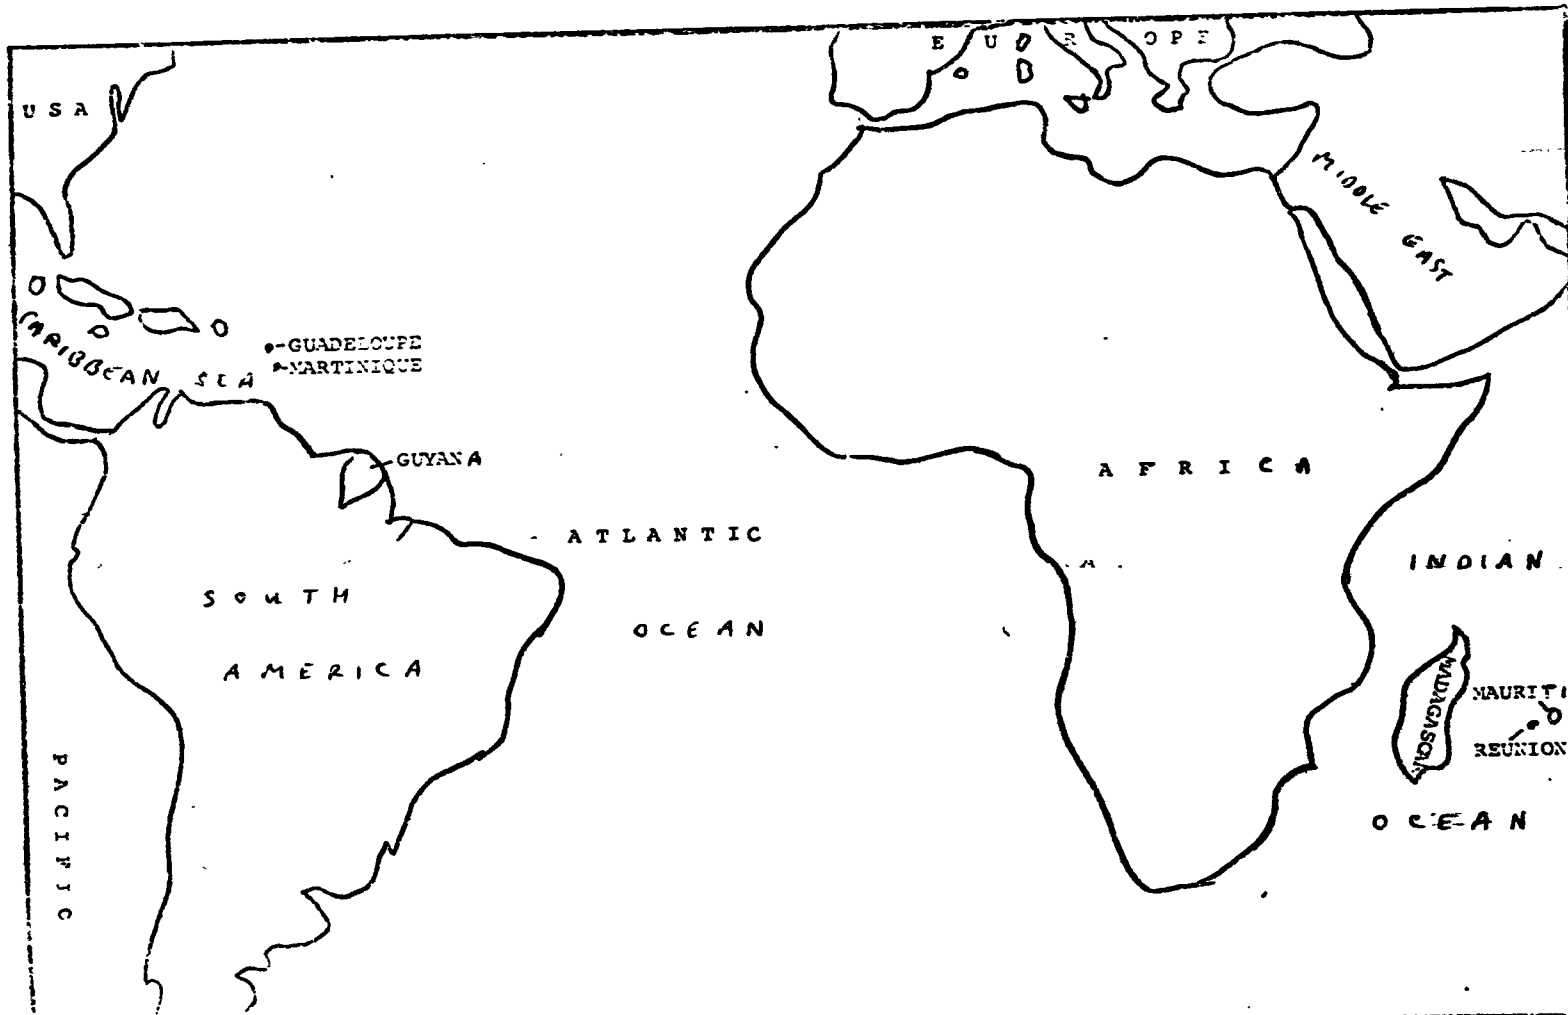 EUROPE
USA
MIDDLE EAST
CARIBBEAN SEA
-GUADELOUPE
-MARTINIQUE
-GUYANA
AFRICA
ATLANTIC
OCEAN
INDIAN
OCEAN
SOUTH
AMERICA
MADAGASCAR
MAURITI
REUNION
PACIFIC